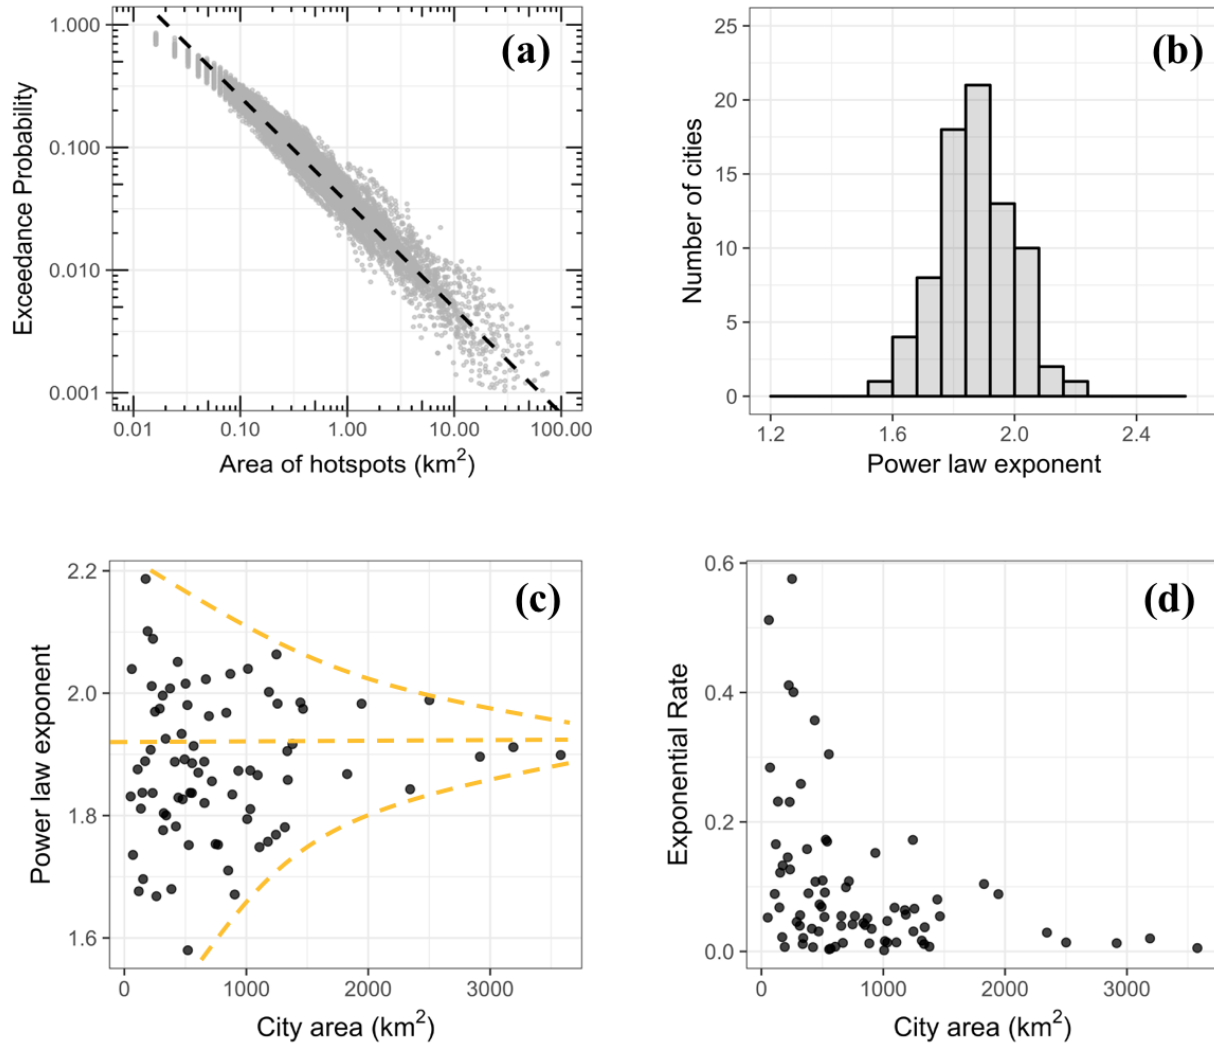 (a)
Exceedance Probability
1.000
0.100
0.010
0.001
0.01 0.10 1.00 10.00 100.00
Area of hotspots (km²)
(b)
Number of cities
25
20
15
10
5
0
1.2 1.6 2.0 2.4
Power law exponent
(c)
Power law exponent
2.2
2.0
1.8
1.6
0 1000 2000 3000
City area (km²)
(d)
Exponential Rate
0.6
0.4
0.2
0.0
0 1000 2000 3000
City area (km²)